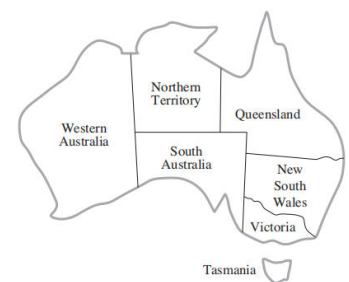 Northern
Territory
Queensland
Western
Australia
South
Australia
New
South
Wales
Victoria
Tasmania